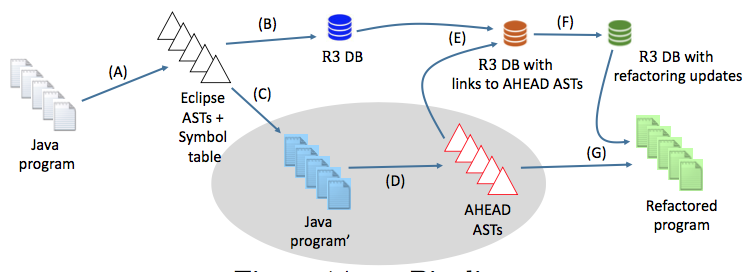 (A)
(B)
(C)
(D)
(E)
(F)
(G)
Java
program
Eclipse
ASTs +
Symbol
table
R3 DB
R3 DB with
links to AHEAD ASTs
R3 DB with
refactoring updates
Java
program’
AHEAD
ASTs
Refactored
program